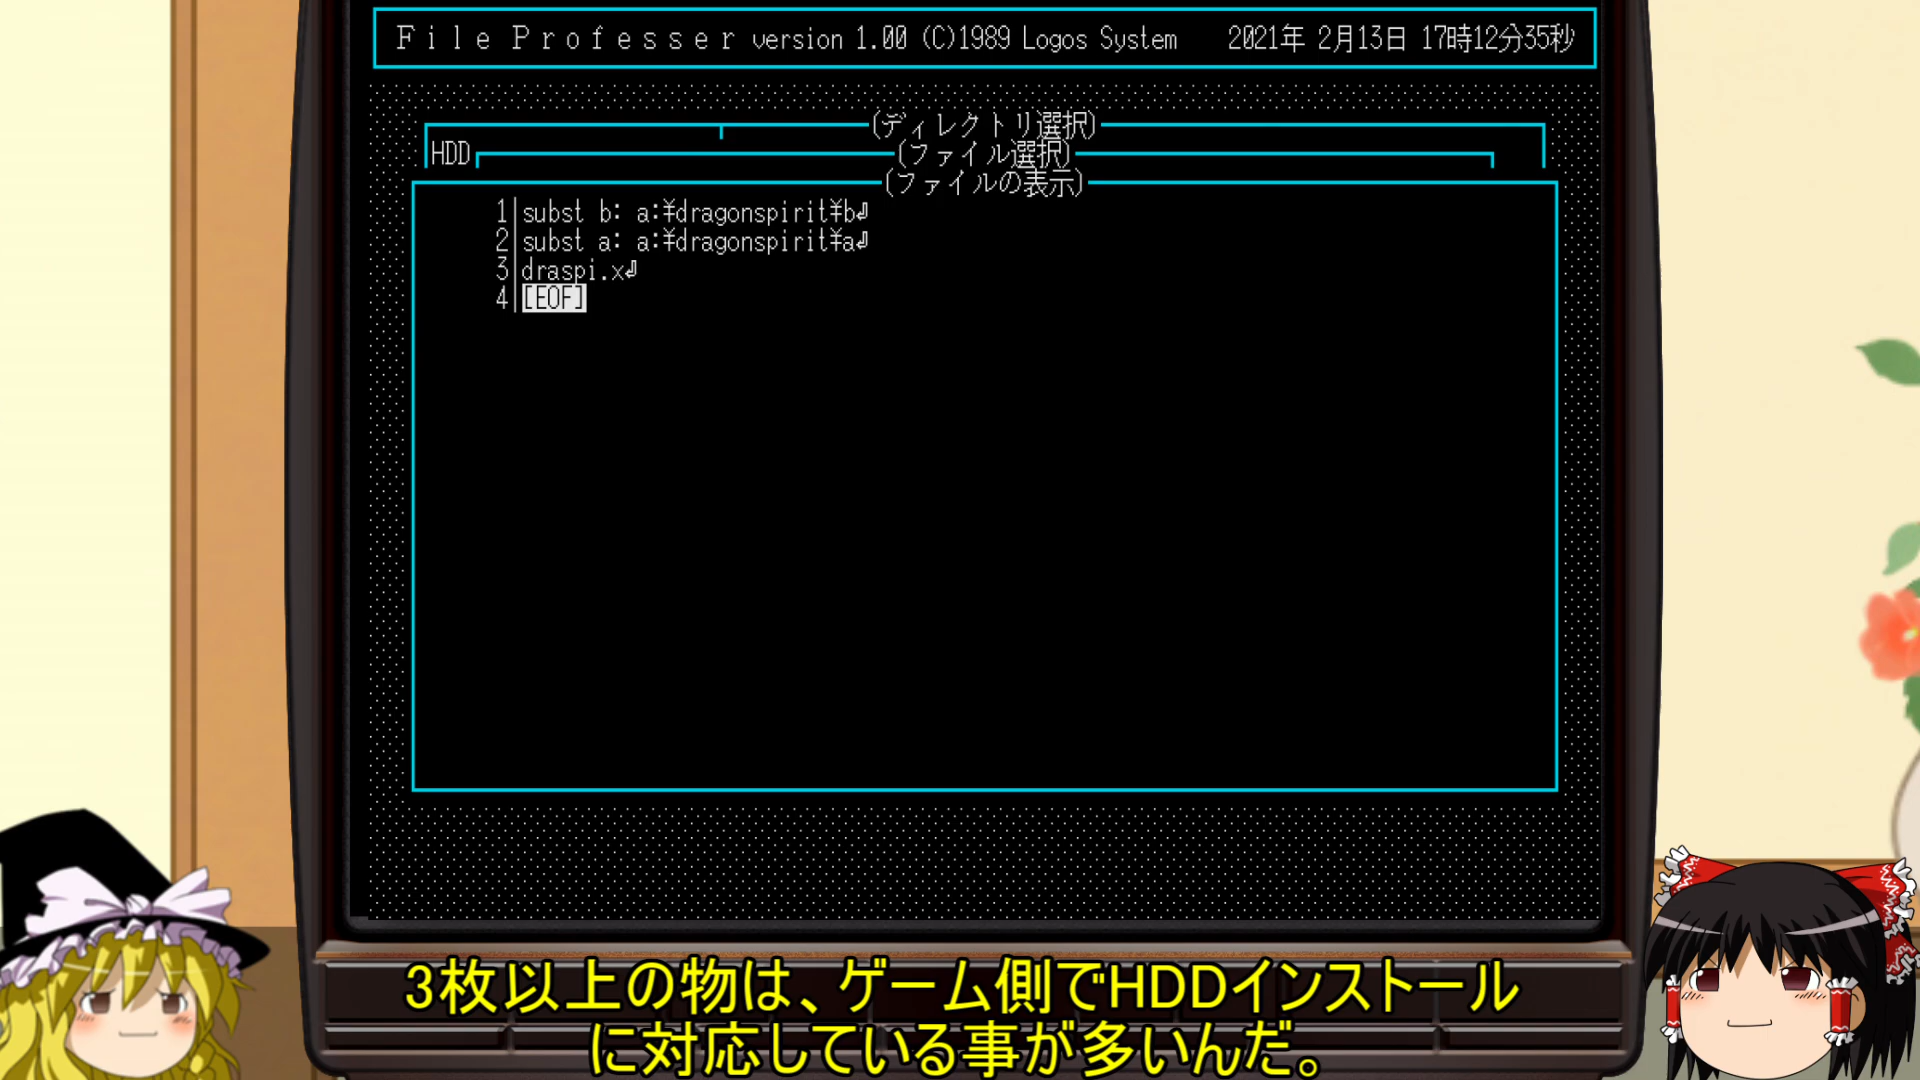 File Professer version 1.00 (C)1989 Logos System 2021年 2月13日 17時12分35秒
(ディレクトリ選択)
HDD
(ファイル選択)
(ファイルの表示)
1|subst b: a:¥dragonspirit¥b↲
2|subst a: a:¥dragonspirit¥a↲
3|draspi.x↲
4|[EOF]
3枚以上の物は、ゲーム側でHDDインストール
に対応している事が多いんだ。